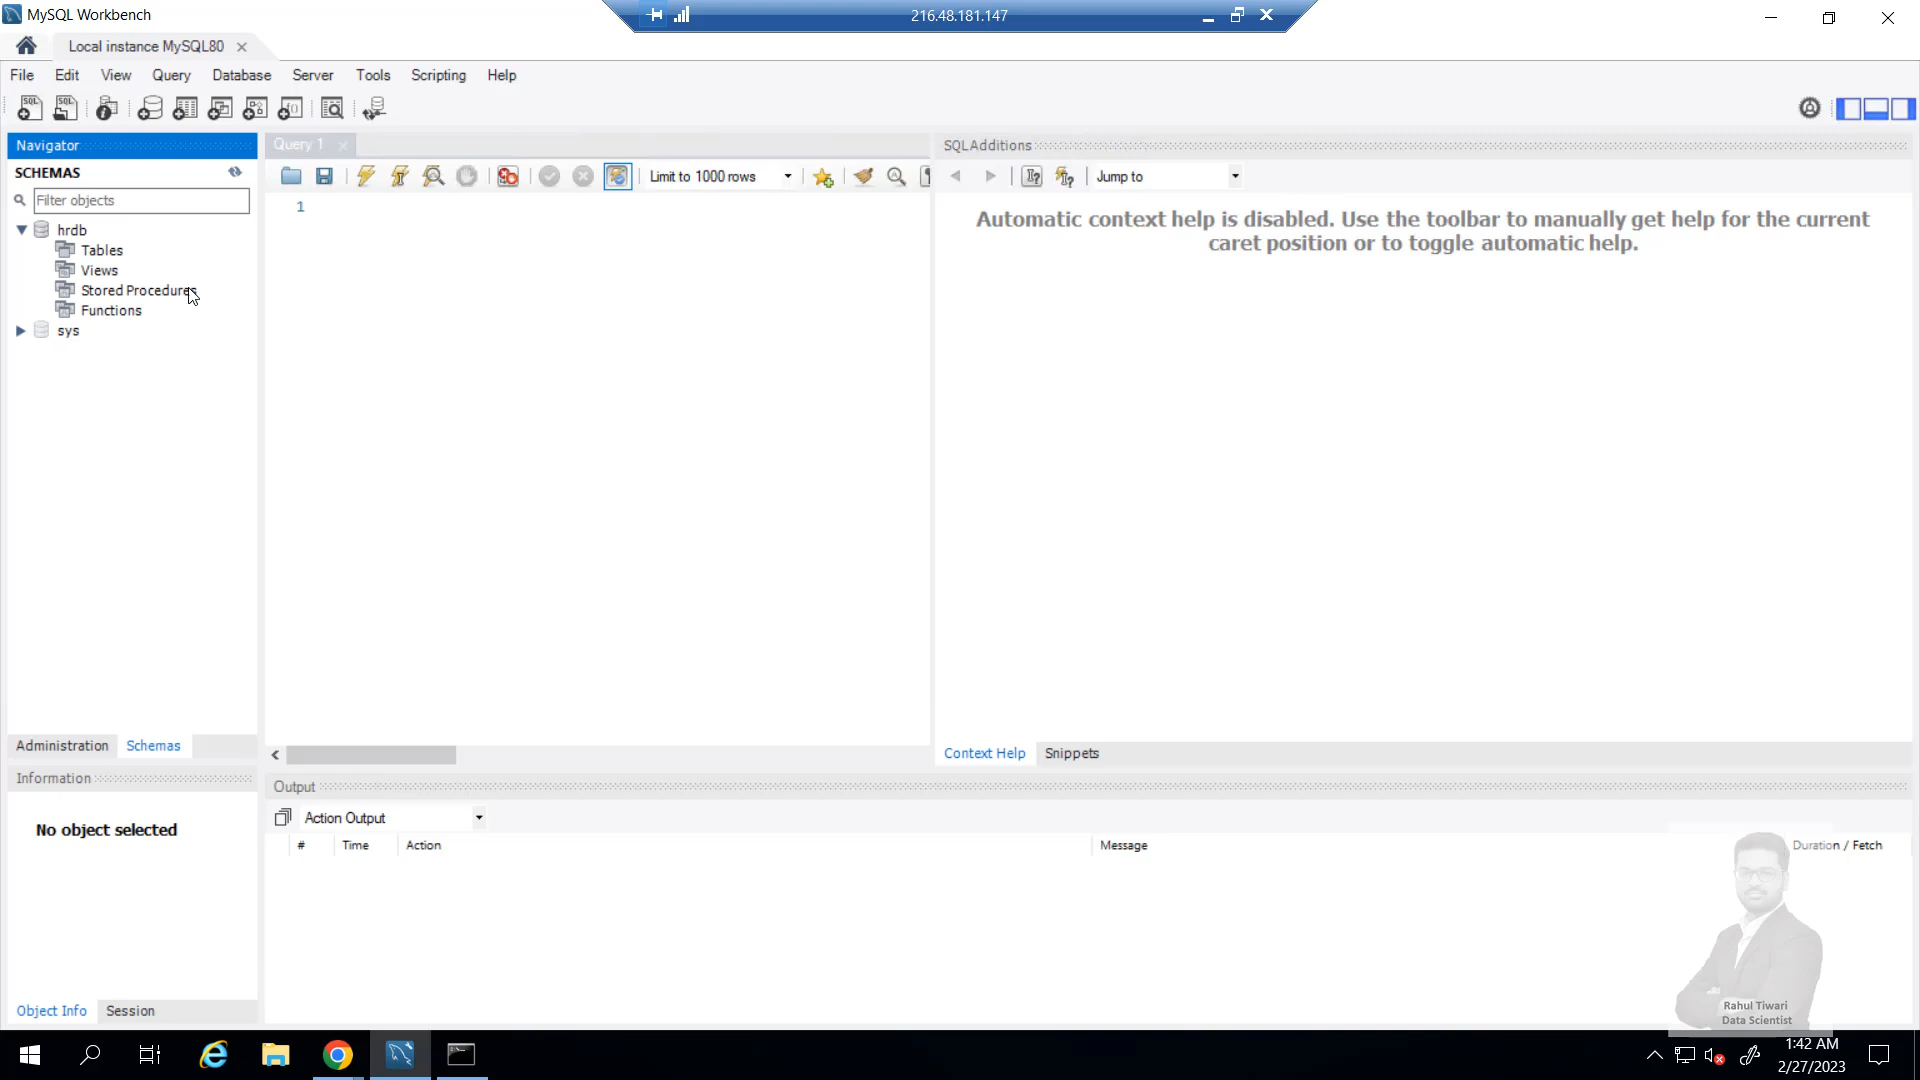 MySQL Workbench
216.48.181.147
Local instance MySQL80
File Edit View Query Database Server Tools Scripting Help
Navigator
Query 1
SQLAdditions
SCHEMAS
Limit to 1000 rows
Jump to
Filter objects
1
Automatic context help is disabled. Use the toolbar to manually get help for the current
caret position or to toggle automatic help.
hrdb
Tables
Views
Stored Procedures
Functions
sys
Administration Schemas
Context Help Snippets
Information
Output
Action Output
No object selected
# Time Action Message Duration / Fetch
Object Info Session
Rahul Tiwari
Data Scientist
1:42 AM
2/27/2023